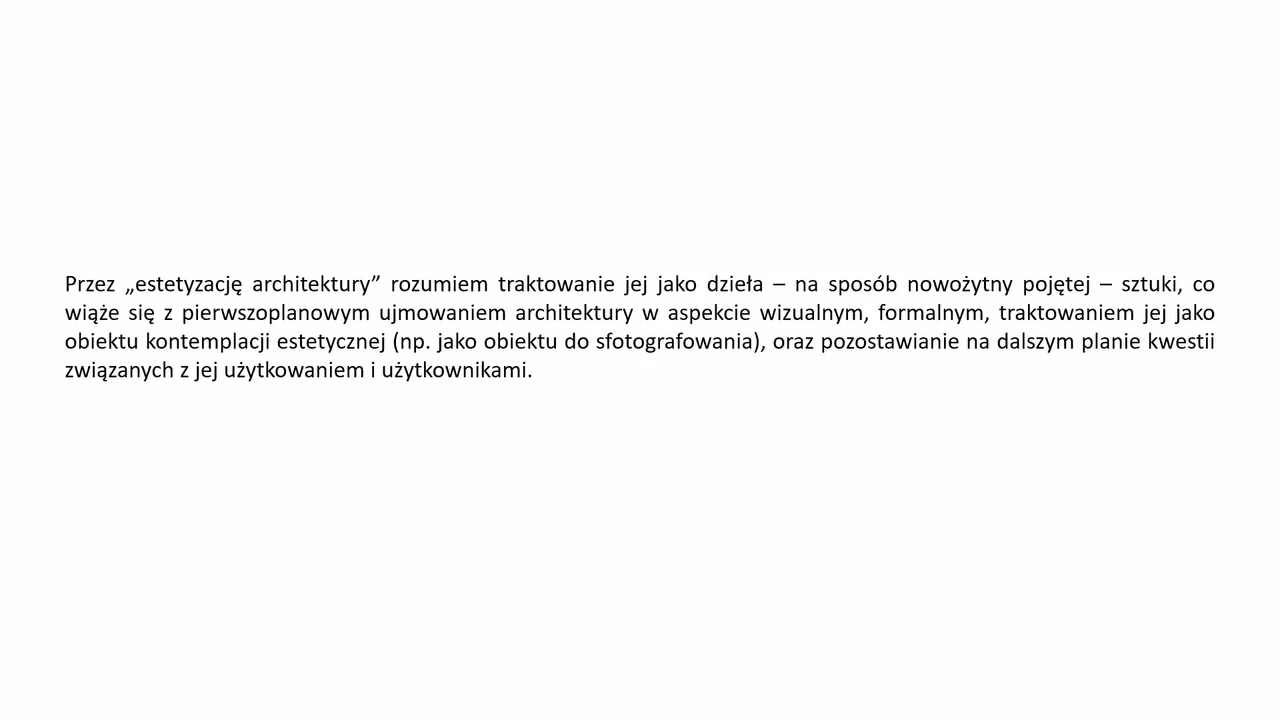 Przez „estetyzację architektury” rozumiem traktowanie jej jako dzieła – na sposób nowożytny pojętej – sztuki, co
wiąże się z pierwszoplanowym ujmowaniem architektury w aspekcie wizualnym, formalnym, traktowaniem jej jako
obiektu kontemplacji estetycznej (np. jako obiektu do sfotografowania), oraz pozostawianie na dalszym planie kwestii
związanych z jej użytkowaniem i użytkownikami.